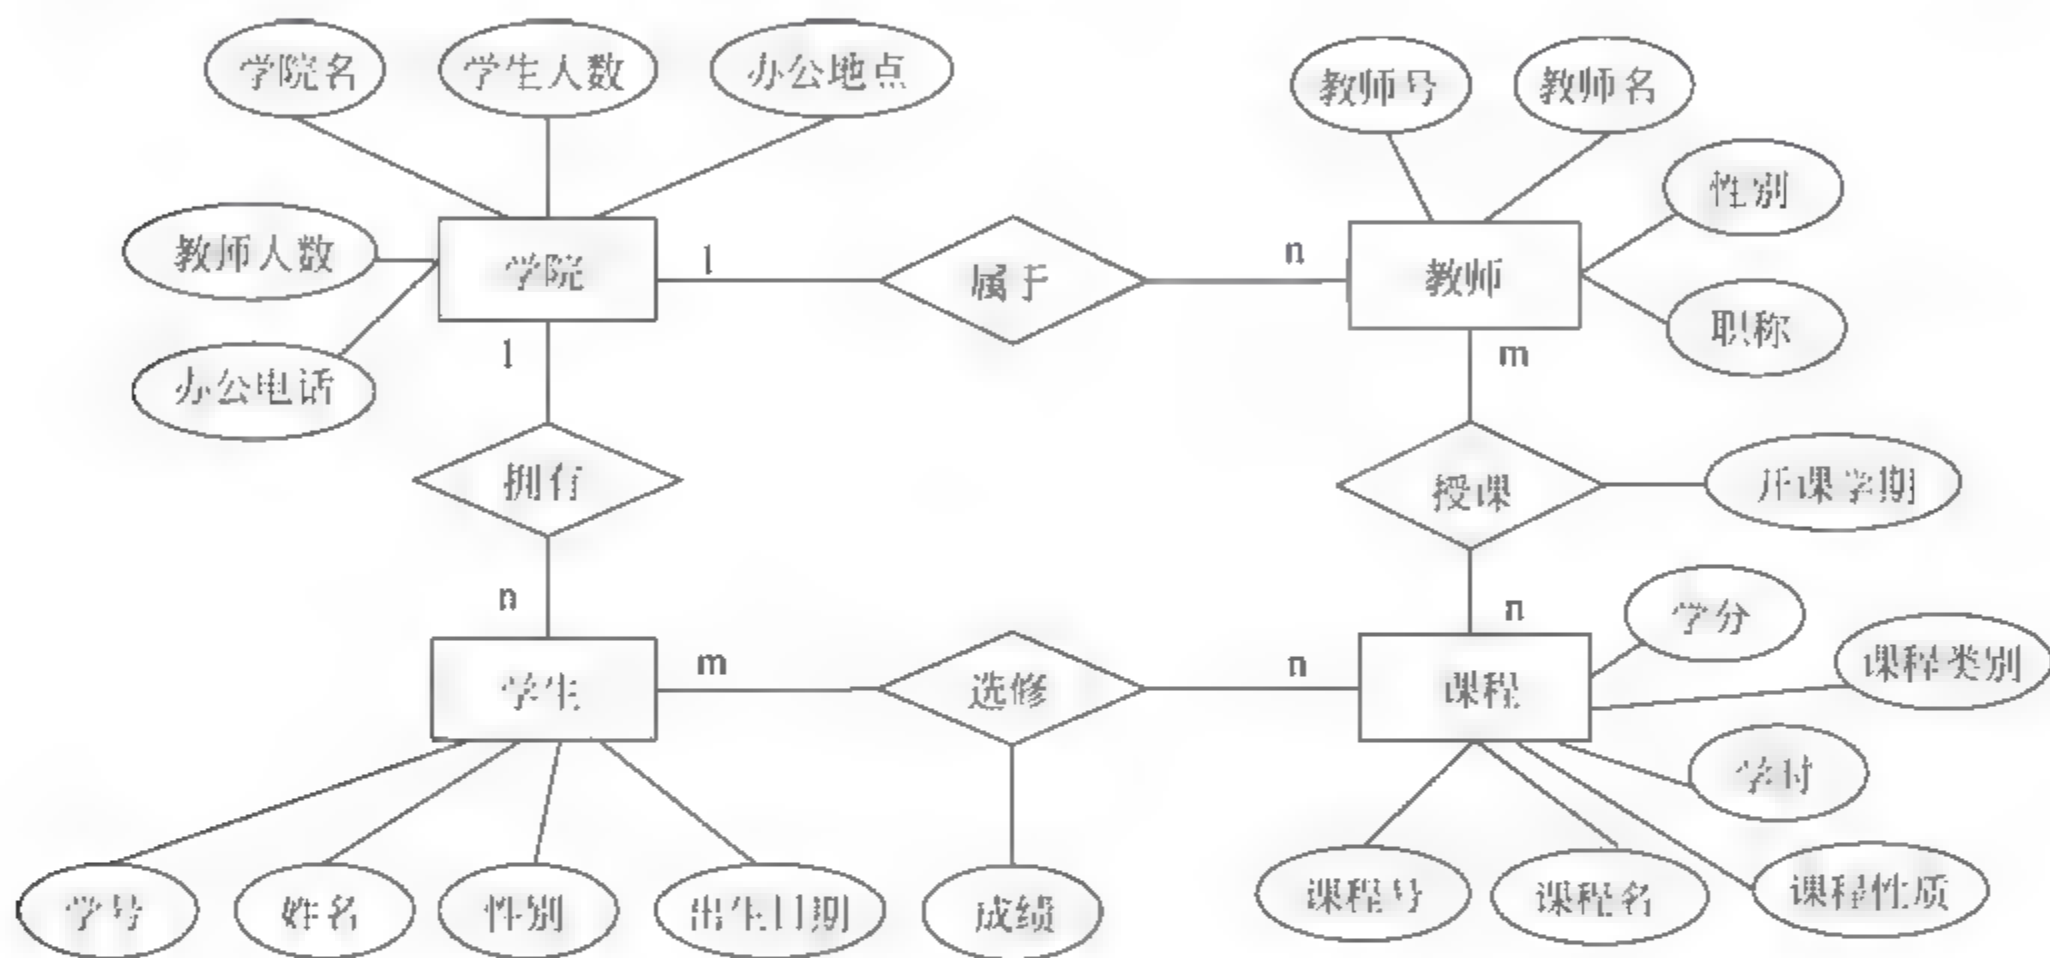 学院名 学生人数 办公地点
教师号 教师名
性别
教师人数
学院 1 属于 n 教师
职称
办公电话
1
m
拥有
授课 开课学期
n
n
学分
课程类别
学生 m 选修 n 课程
学时
课程号 课程名 课程性质
学号 姓名 性别 出生日期 成绩